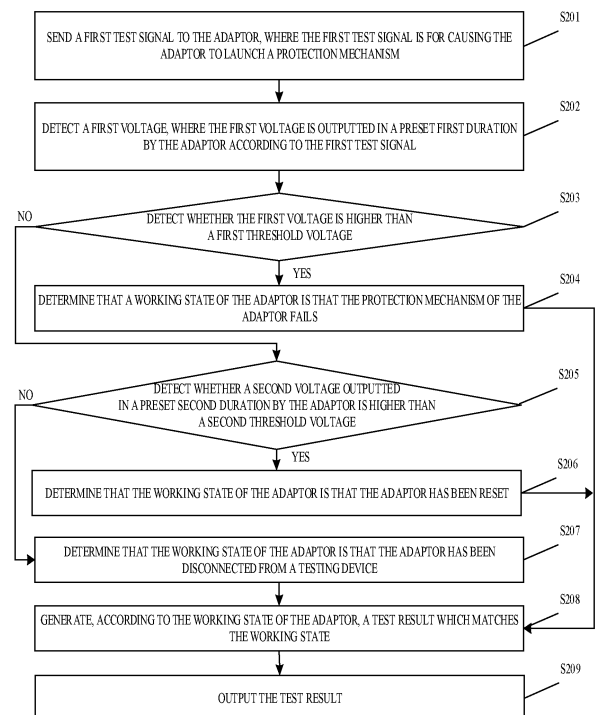 S201
SEND A FIRST TEST SIGNAL TO THE ADAPTOR, WHERE THE FIRST TEST SIGNAL IS FOR CAUSING THE
ADAPTOR TO LAUNCH A PROTECTION MECHANISM
S202
DETECT A FIRST VOLTAGE, WHERE THE FIRST VOLTAGE IS OUTPUTTED IN A PRESET FIRST DURATION
BY THE ADAPTOR ACCORDING TO THE FIRST TEST SIGNAL
S203
NO
DETECT WHETHER THE FIRST VOLTAGE IS HIGHER THAN
A FIRST THRESHOLD VOLTAGE
YES
S204
DETERMINE THAT A WORKING STATE OF THE ADAPTOR IS THAT THE PROTECTION MECHANISM OF THE
ADAPTOR FAILS
S205
NO
DETECT WHETHER A SECOND VOLTAGE OUTPUTTED
IN A PRESET SECOND DURATION BY THE ADAPTOR IS HIGHER THAN
A SECOND THRESHOLD VOLTAGE
YES
S206
DETERMINE THAT THE WORKING STATE OF THE ADAPTOR IS THAT THE ADAPTOR HAS BEEN RESET
S207
DETERMINE THAT THE WORKING STATE OF THE ADAPTOR IS THAT THE ADAPTOR HAS BEEN
DISCONNECTED FROM A TESTING DEVICE
S208
GENERATE, ACCORDING TO THE WORKING STATE OF THE ADAPTOR, A TEST RESULT WHICH MATCHES
THE WORKING STATE
S209
OUTPUT THE TEST RESULT